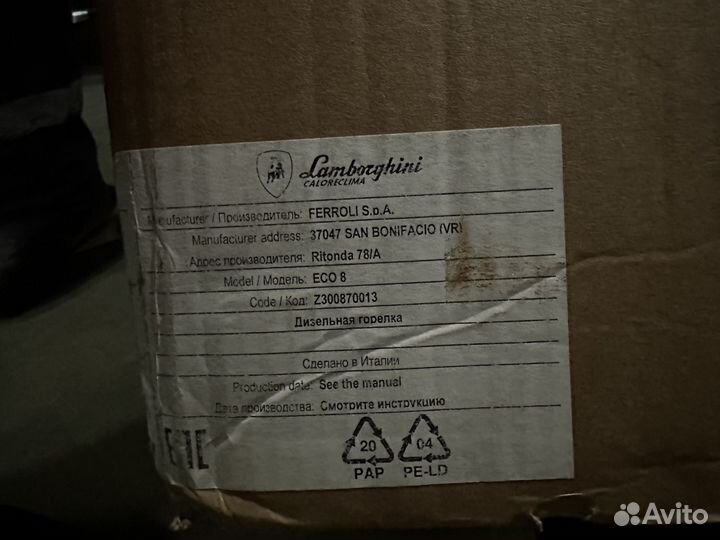 Lamborghini
CALORECLIMA
Manufacturer / Производитель: FERROLI S.p.A.
Manufacturer address: 37047 SAN BONIFACIO (VR)
Адрес производителя: Ritonda 78/A
Model / Модель: ECO 8
Code / Код: Z300870013
Дизельная горелка
Сделано в Италии
Production date: See the manual
Дата производства: Смотрите инструкцию
EAC
20 04
PAP PE-LD
Avito